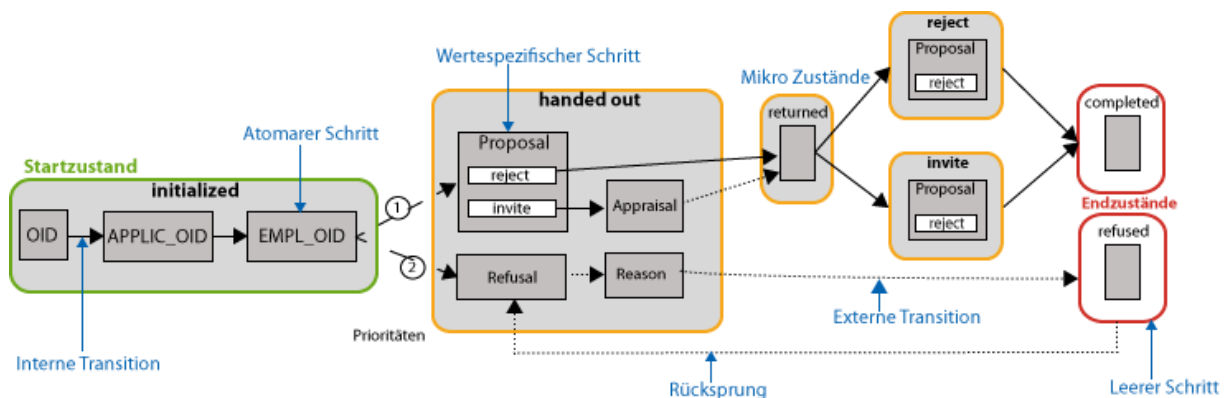 reject
Proposal
reject
Wertespezifischer Schritt
Mikro Zustände
handed out
returned
completed
Atomarer Schritt
Proposal
Startzustand
reject
invite
initialized
1
invite
Appraisal
Proposal
reject
Endzustände
OID
APPLIC_OID
EMPL_OID
refused
2
Refusal
Reason
Prioritäten
Externe Transition
Interne Transition
Rücksprung
Leerer Schritt